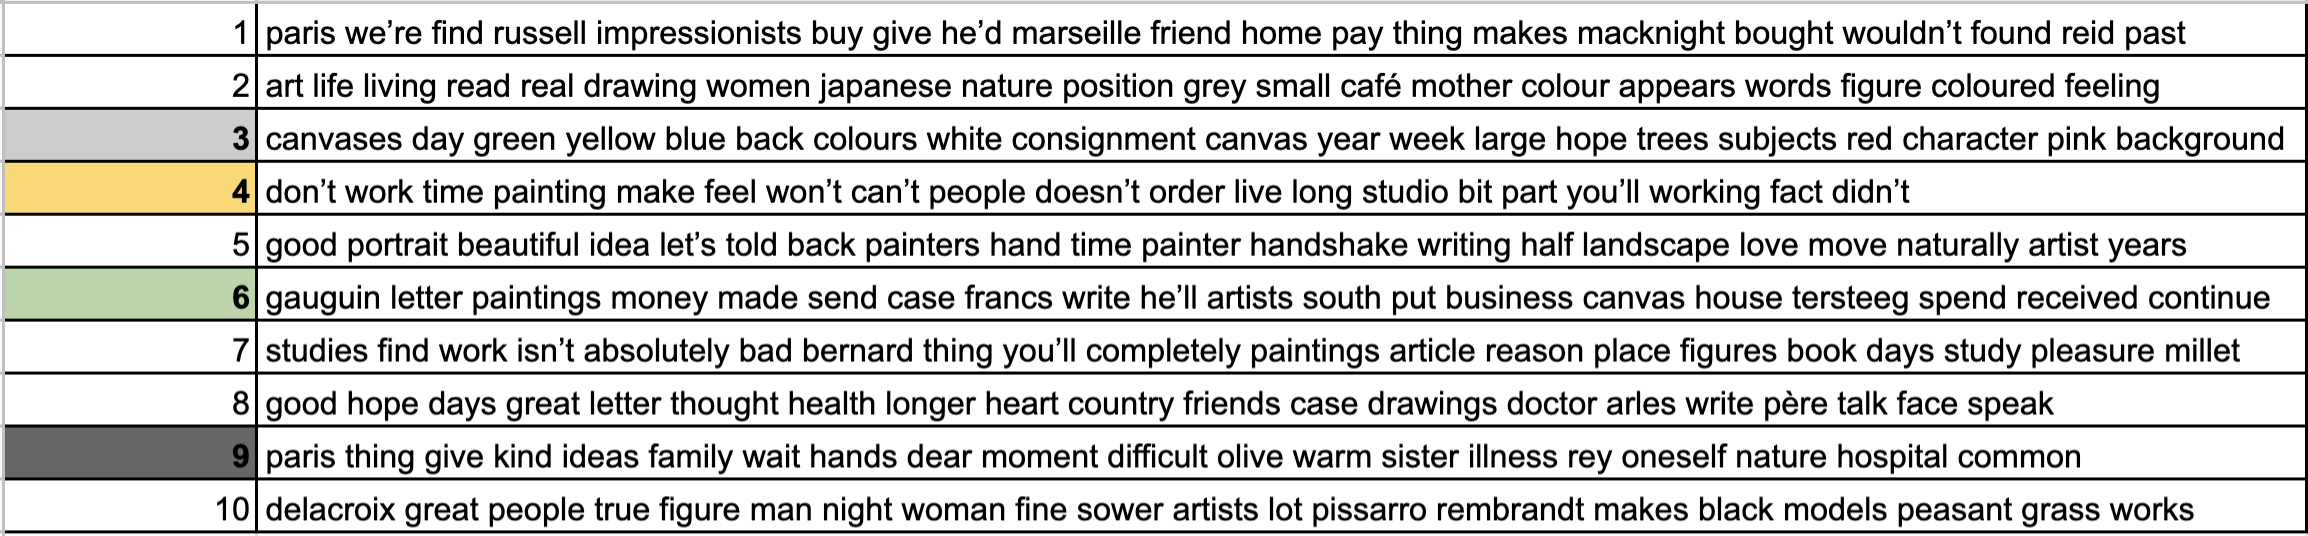 1 paris we’re find russell impressionists buy give he’d marseille friend home pay thing makes macknight bought wouldn’t found reid past
2 art life living read real drawing women japanese nature position grey small café mother colour appears words figure coloured feeling
3 canvases day green yellow blue back colours white consignment canvas year week large hope trees subjects red character pink background
4 don’t work time painting make feel won’t can’t people doesn’t order live long studio bit part you’ll working fact didn’t
5 good portrait beautiful idea let’s told back painters hand time painter handshake writing half landscape love move naturally artist years
6 gauguin letter paintings money made send case francs write he’ll artists south put business canvas house tersteeg spend received continue
7 studies find work isn’t absolutely bad bernard thing you’ll completely paintings article reason place figures book days study pleasure millet
8 good hope days great letter thought health longer heart country friends case drawings doctor arles write père talk face speak
9 paris thing give kind ideas family wait hands dear moment difficult olive warm sister illness rey oneself nature hospital common
10 delacroix great people true figure man night woman fine sower artists lot pissarro rembrandt makes black models peasant grass works